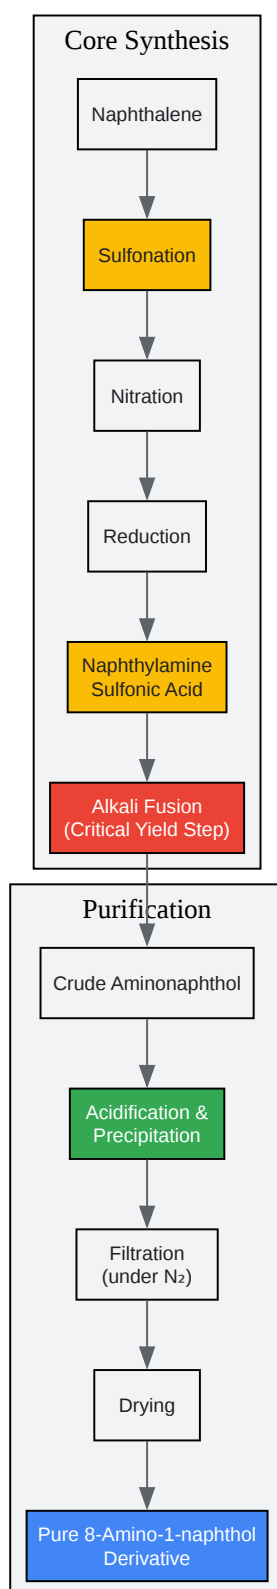 Core Synthesis
Naphthalene
Sulfonation
Nitration
Reduction
Naphthylamine
Sulfonic Acid
Alkali Fusion
(Critical Yield Step)
Purification
Crude Aminonaphthol
Acidification &
Precipitation
Filtration
(under N₂)
Drying
Pure 8-Amino-1-naphthol
Derivative